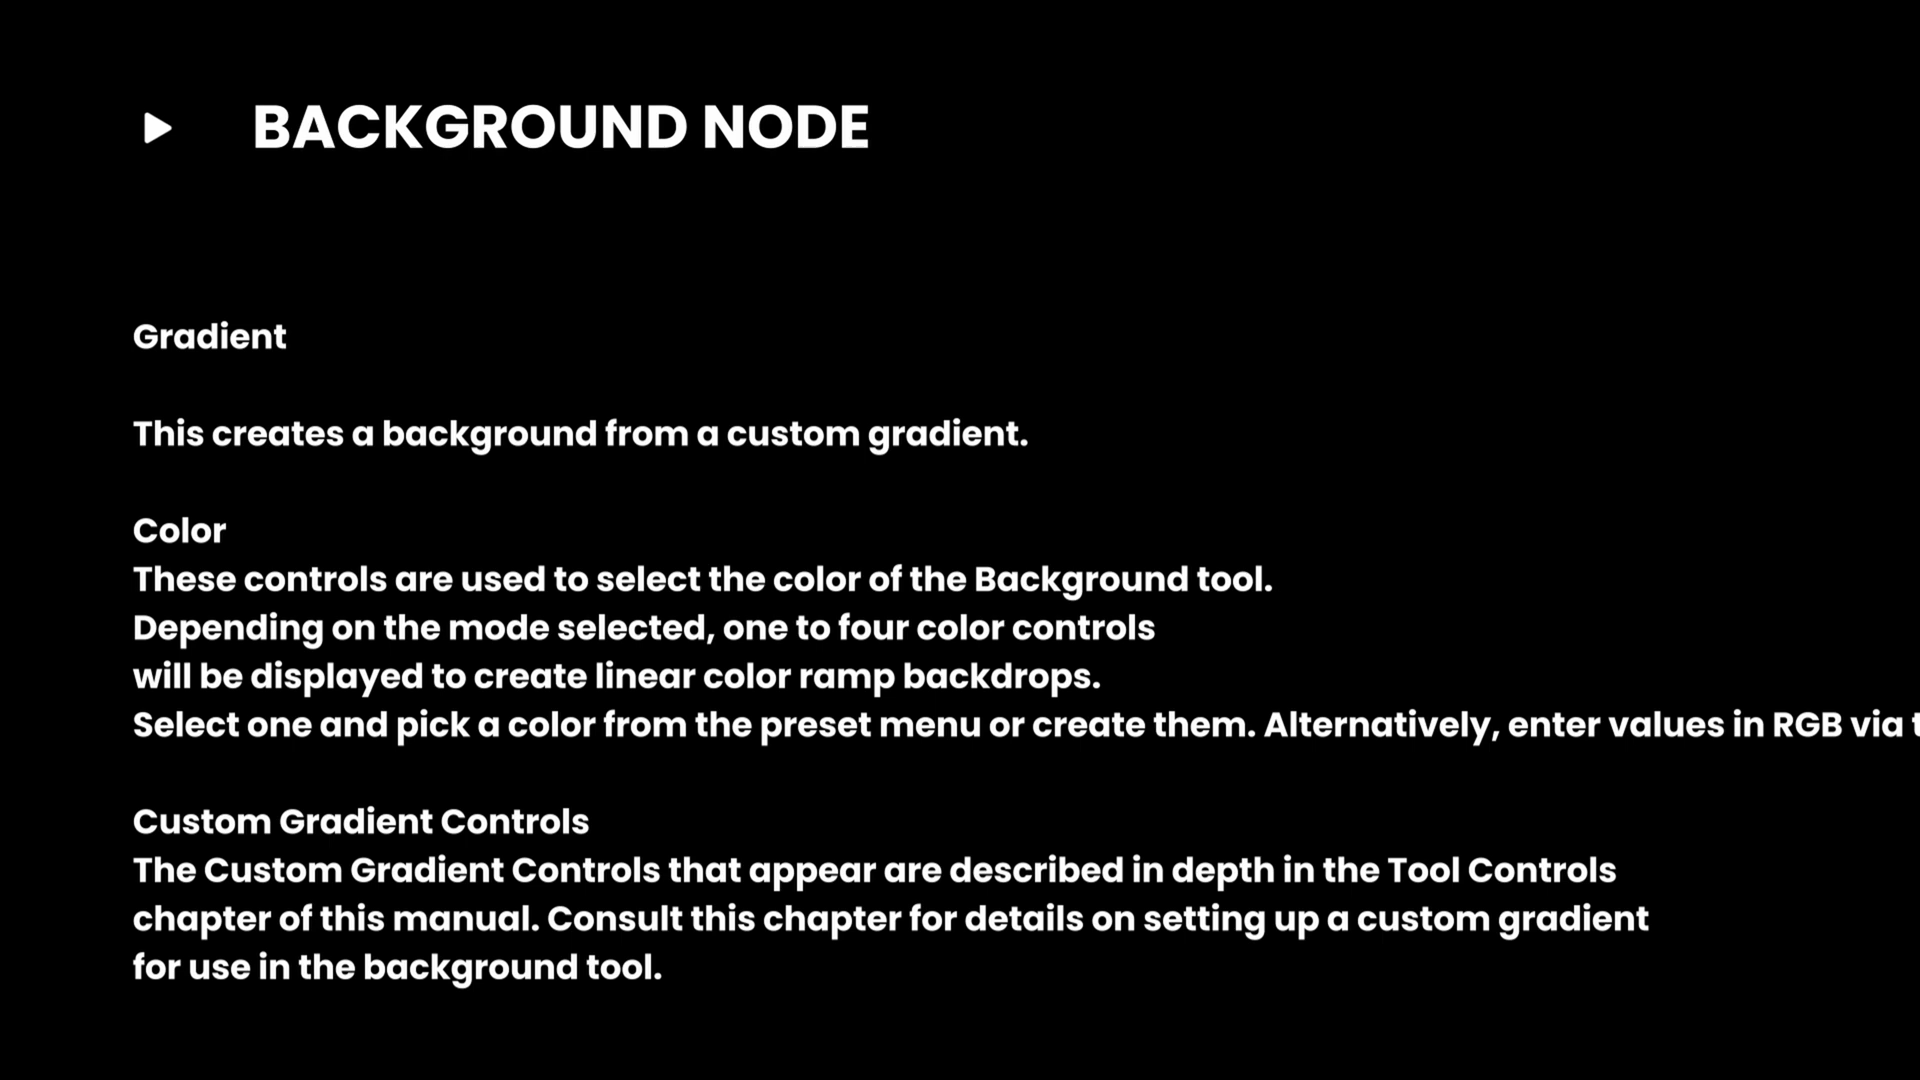 BACKGROUND NODE
Gradient
This creates a background from a custom gradient.
Color
These controls are used to select the color of the Background tool.
Depending on the mode selected, one to four color controls
will be displayed to create linear color ramp backdrops.
Select one and pick a color from the preset menu or create them. Alternatively, enter values in RGB via
Custom Gradient Controls
The Custom Gradient Controls that appear are described in depth in the Tool Controls
chapter of this manual. Consult this chapter for details on setting up a custom gradient
for use in the background tool.